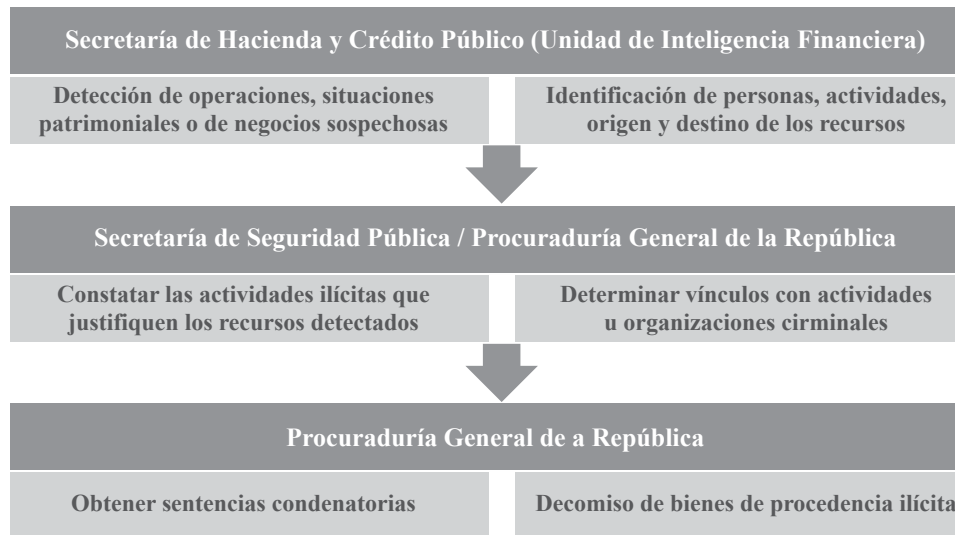 Secretaría de Hacienda y Crédito Público (Unidad de Inteligencia Financiera)
Detección de operaciones, situaciones
patrimoniales o de negocios sospechosas
Identificación de personas, actividades,
origen y destino de los recursos
Secretaría de Seguridad Pública / Procuraduría General de la República
Constatar las actividades ilícitas que
justifiquen los recursos detectados
Determinar vínculos con actividades
u organizaciones cirminales
Procuraduría General de a República
Obtener sentencias condenatorias
Decomiso de bienes de procedencia ilícita